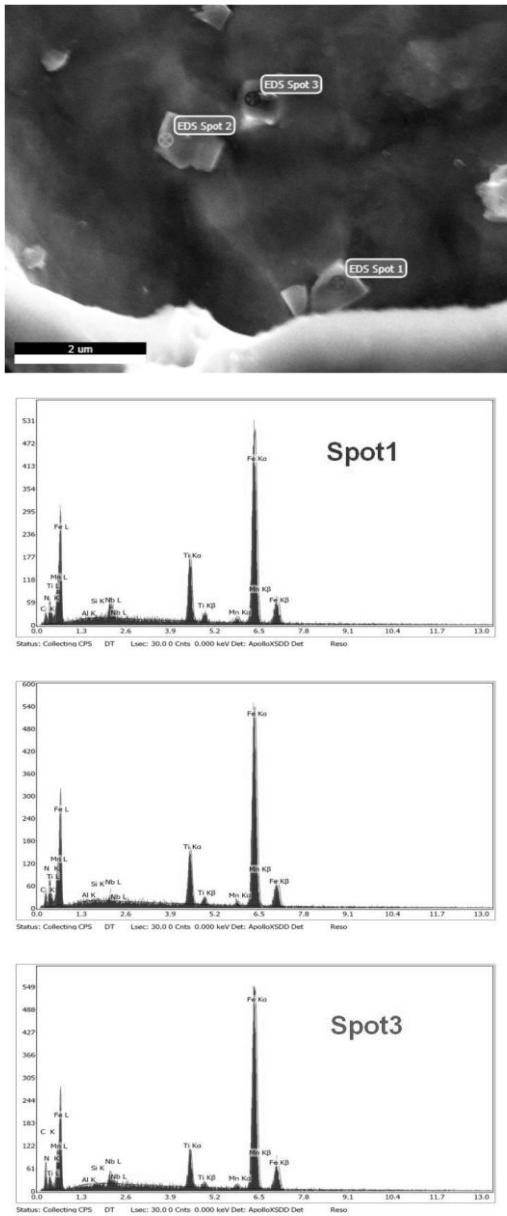 EDS Spot 3
EDS Spot 2
EDS Spot 1
2 um
Spot1
531
472
413
354
295
236
177
118
59
0
Fe Kα
Fe L
Ti Kα
Mn L
Ti L
N K
C K
Si K
Nb L
Al K
Nb L
Ti Kβ
Mn Kα
Mn Kβ
Fe Kβ
0.0 1.3 2.6 3.9 5.2 6.5 7.8 9.1 10.4 11.7 13.0
Status: Collecting CPS DT Lsec: 30.0 0 Cnts 0.000 keV Det: ApolloXSDD Det Reso
600
540
480
420
360
300
240
180
120
60
0
Fe Kα
Fe L
Ti Kα
Mn L
N K
Ti L
C K
Si K
Nb L
Al K
Nb L
Ti Kβ
Mn Kα
Mn Kβ
Fe Kβ
0.0 1.3 2.6 3.9 5.2 6.5 7.8 9.1 10.4 11.7 13.0
Status: Collecting CPS DT Lsec: 30.0 0 Cnts 0.000 keV Det: ApolloXSDD Det Reso
Spot3
549
488
427
366
305
244
183
122
61
0
Fe Kα
Fe L
C K
Mn L
N K
Ti L
Si K
Nb L
Al K
Nb L
Ti Kα
Ti Kβ
Mn Kα
Mn Kβ
Fe Kβ
0.0 1.3 2.6 3.9 5.2 6.5 7.8 9.1 10.4 11.7 13.0
Status: Collecting CPS DT Lsec: 30.0 0 Cnts 0.000 keV Det: ApolloXSDD Det Reso